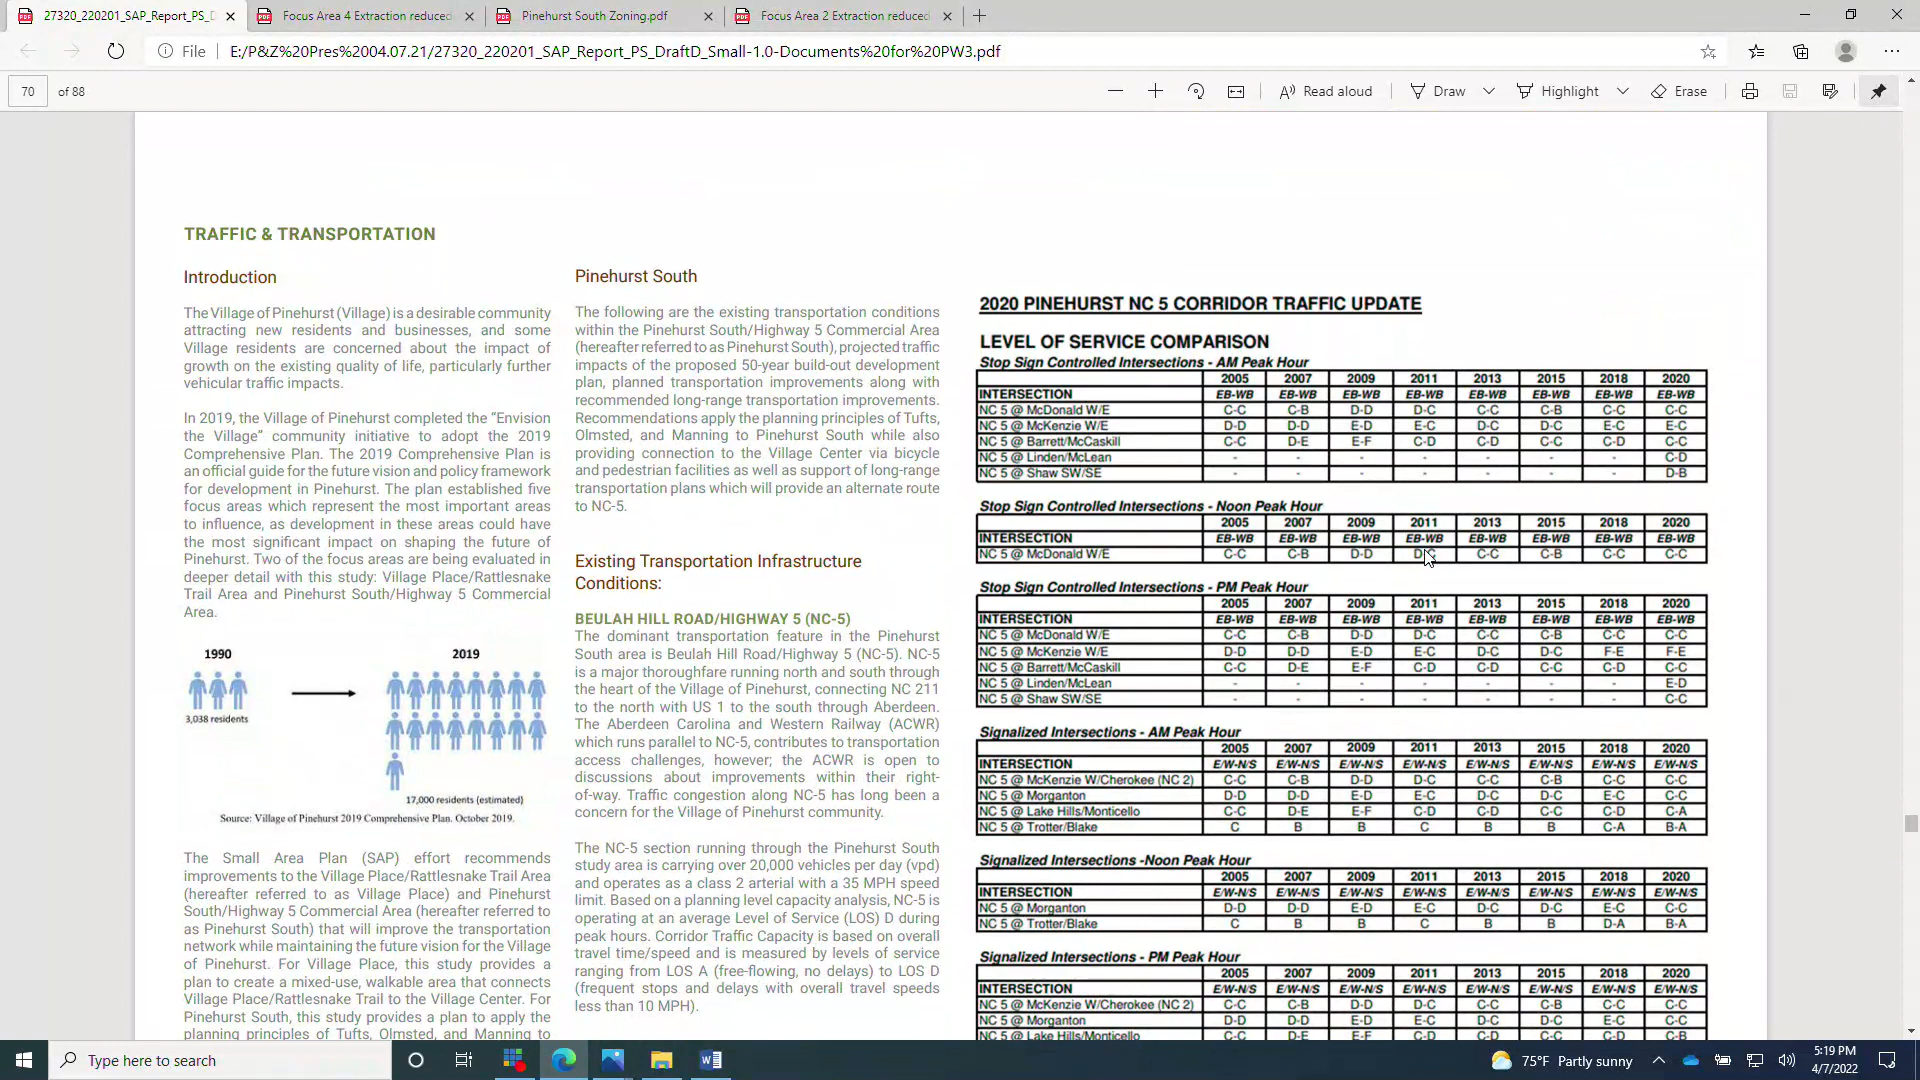 27320_220201_SAP_Report_PS_D
Focus Area 4 Extraction reduced
Pinehurst South Zoning.pdf
Focus Area 2 Extraction reduced
File E:/P&Z%20Pres%2004.07.21/27320_220201_SAP_Report_PS_DraftD_Small-1.0-Documents%20for%20PW3.pdf
70 of 88
Read aloud
Draw
Highlight
Erase
TRAFFIC & TRANSPORTATION
Introduction
The Village of Pinehurst (Village) is a desirable community
attracting new residents and businesses, and some
Village residents are concerned about the impact of
growth on the existing quality of life, particularly further
vehicular traffic impacts.
In 2019, the Village of Pinehurst completed the “Envision
the Village” community initiative to adopt the 2019
Comprehensive Plan. The 2019 Comprehensive Plan is
an official guide for the future vision and policy framework
for development in Pinehurst. The plan established five
focus areas which represent the most important areas
to influence, as development in these areas could have
the most significant impact on shaping the future of
Pinehurst. Two of the focus areas are being evaluated in
deeper detail with this study: Village Place/Rattlesnake
Trail Area and Pinehurst South/Highway 5 Commercial
Area.
1990 2019
3,038 residents
17,000 residents (estimated)
Source: Village of Pinehurst 2019 Comprehensive Plan. October 2019.
The Small Area Plan (SAP) effort recommends
improvements to the Village Place/Rattlesnake Trail Area
(hereafter referred to as Village Place) and Pinehurst
South/Highway 5 Commercial Area (hereafter referred to
as Pinehurst South) that will improve the transportation
network while maintaining the future vision for the Village
of Pinehurst. For Village Place, this study provides a
plan to create a mixed-use, walkable area that connects
Village Place/Rattlesnake Trail to the Village Center. For
Pinehurst South, this study provides a plan to apply the
planning principles of Tufts, Olmsted, and Manning to
Pinehurst South
The following are the existing transportation conditions
within the Pinehurst South/Highway 5 Commercial Area
(hereafter referred to as Pinehurst South), projected traffic
impacts of the proposed 50-year build-out development
plan, planned transportation improvements along with
recommended long-range transportation improvements.
Recommendations apply the planning principles of Tufts,
Olmsted, and Manning to Pinehurst South while also
providing connection to the Village Center via bicycle
and pedestrian facilities as well as support of long-range
transportation plans which will provide an alternate route
to NC-5.
Existing Transportation Infrastructure
Conditions:
BEULAH HILL ROAD/HIGHWAY 5 (NC-5)
The dominant transportation feature in the Pinehurst
South area is Beulah Hill Road/Highway 5 (NC-5). NC-5
is a major thoroughfare running north and south through
the heart of the Village of Pinehurst, connecting NC 211
to the north with US 1 to the south through Aberdeen.
The Aberdeen Carolina and Western Railway (ACWR)
which runs parallel to NC-5, contributes to transportation
access challenges, however; the ACWR is open to
discussions about improvements within their right-
of-way. Traffic congestion along NC-5 has long been a
concern for the Village of Pinehurst community.
The NC-5 section running through the Pinehurst South
study area is carrying over 20,000 vehicles per day (vpd)
and operates as a class 2 arterial with a 35 MPH speed
limit. Based on a planning level capacity analysis, NC-5 is
operating at an average Level of Service (LOS) D during
peak hours. Corridor Traffic Capacity is based on overall
travel time/speed and is measured by levels of service
ranging from LOS A (free-flowing, no delays) to LOS D
(frequent stops and delays with overall travel speeds
less than 10 MPH).
2020 PINEHURST NC 5 CORRIDOR TRAFFIC UPDATE
LEVEL OF SERVICE COMPARISON
Stop Sign Controlled Intersections - AM Peak Hour
2005 2007 2009 2011 2013 2015 2018 2020
INTERSECTION EB-WB EB-WB EB-WB EB-WB EB-WB EB-WB EB-WB EB-WB
NC 5 @ McDonald W/E C-C C-B D-D D-C C-C C-B C-C C-C
NC 5 @ McKenzie W/E D-D D-D E-D E-C D-C D-C E-C E-C
NC 5 @ Barrett/McCaskill C-C D-E E-F C-D C-D C-C C-D C-C
NC 5 @ Linden/McLean - - - - - - - C-D
NC 5 @ Shaw SW/SE - - - - - - - D-B
Stop Sign Controlled Intersections - Noon Peak Hour
2005 2007 2009 2011 2013 2015 2018 2020
INTERSECTION EB-WB EB-WB EB-WB EB-WB EB-WB EB-WB EB-WB EB-WB
NC 5 @ McDonald W/E C-C C-B D-D D-C C-C C-B C-C C-C
Stop Sign Controlled Intersections - PM Peak Hour
2005 2007 2009 2011 2013 2015 2018 2020
INTERSECTION EB-WB EB-WB EB-WB EB-WB EB-WB EB-WB EB-WB EB-WB
NC 5 @ McDonald W/E C-C C-B D-D D-C C-C C-B C-C C-C
NC 5 @ McKenzie W/E D-D D-D E-D E-C D-C D-C F-E F-E
NC 5 @ Barrett/McCaskill C-C D-E E-F C-D C-D C-C C-D C-C
NC 5 @ Linden/McLean - - - - - - - E-D
NC 5 @ Shaw SW/SE - - - - - - - C-C
Signalized Intersections - AM Peak Hour
2005 2007 2009 2011 2013 2015 2018 2020
INTERSECTION E/W-N/S E/W-N/S E/W-N/S E/W-N/S E/W-N/S E/W-N/S E/W-N/S E/W-N/S
NC 5 @ McKenzie W/Cherokee (NC 2) C-C C-B D-D D-C C-C C-B C-C C-C
NC 5 @ Morganton D-D D-D E-D E-C D-C D-C E-C C-C
NC 5 @ Lake Hills/Monticello C-C D-E E-F C-D C-D C-C C-D C-A
NC 5 @ Trotter/Blake C B B C B B C-A B-A
Signalized Intersections -Noon Peak Hour
2005 2007 2009 2011 2013 2015 2018 2020
INTERSECTION E/W-N/S E/W-N/S E/W-N/S E/W-N/S E/W-N/S E/W-N/S E/W-N/S E/W-N/S
NC 5 @ Morganton D-D D-D E-D E-C D-C D-C E-C C-C
NC 5 @ Trotter/Blake C B B C B B D-A B-A
Signalized Intersections - PM Peak Hour
2005 2007 2009 2011 2013 2015 2018 2020
INTERSECTION E/W-N/S E/W-N/S E/W-N/S E/W-N/S E/W-N/S E/W-N/S E/W-N/S E/W-N/S
NC 5 @ McKenzie W/Cherokee (NC 2) C-C C-B D-D D-C C-C C-B C-C C-C
NC 5 @ Morganton D-D D-D E-D E-C D-C D-C E-C C-C
NC 5 @ Lake Hills/Monticello C-C D-E E-F C-D C-D C-C C-D C-B
Type here to search
75°F Partly sunny
5:19 PM
4/7/2022